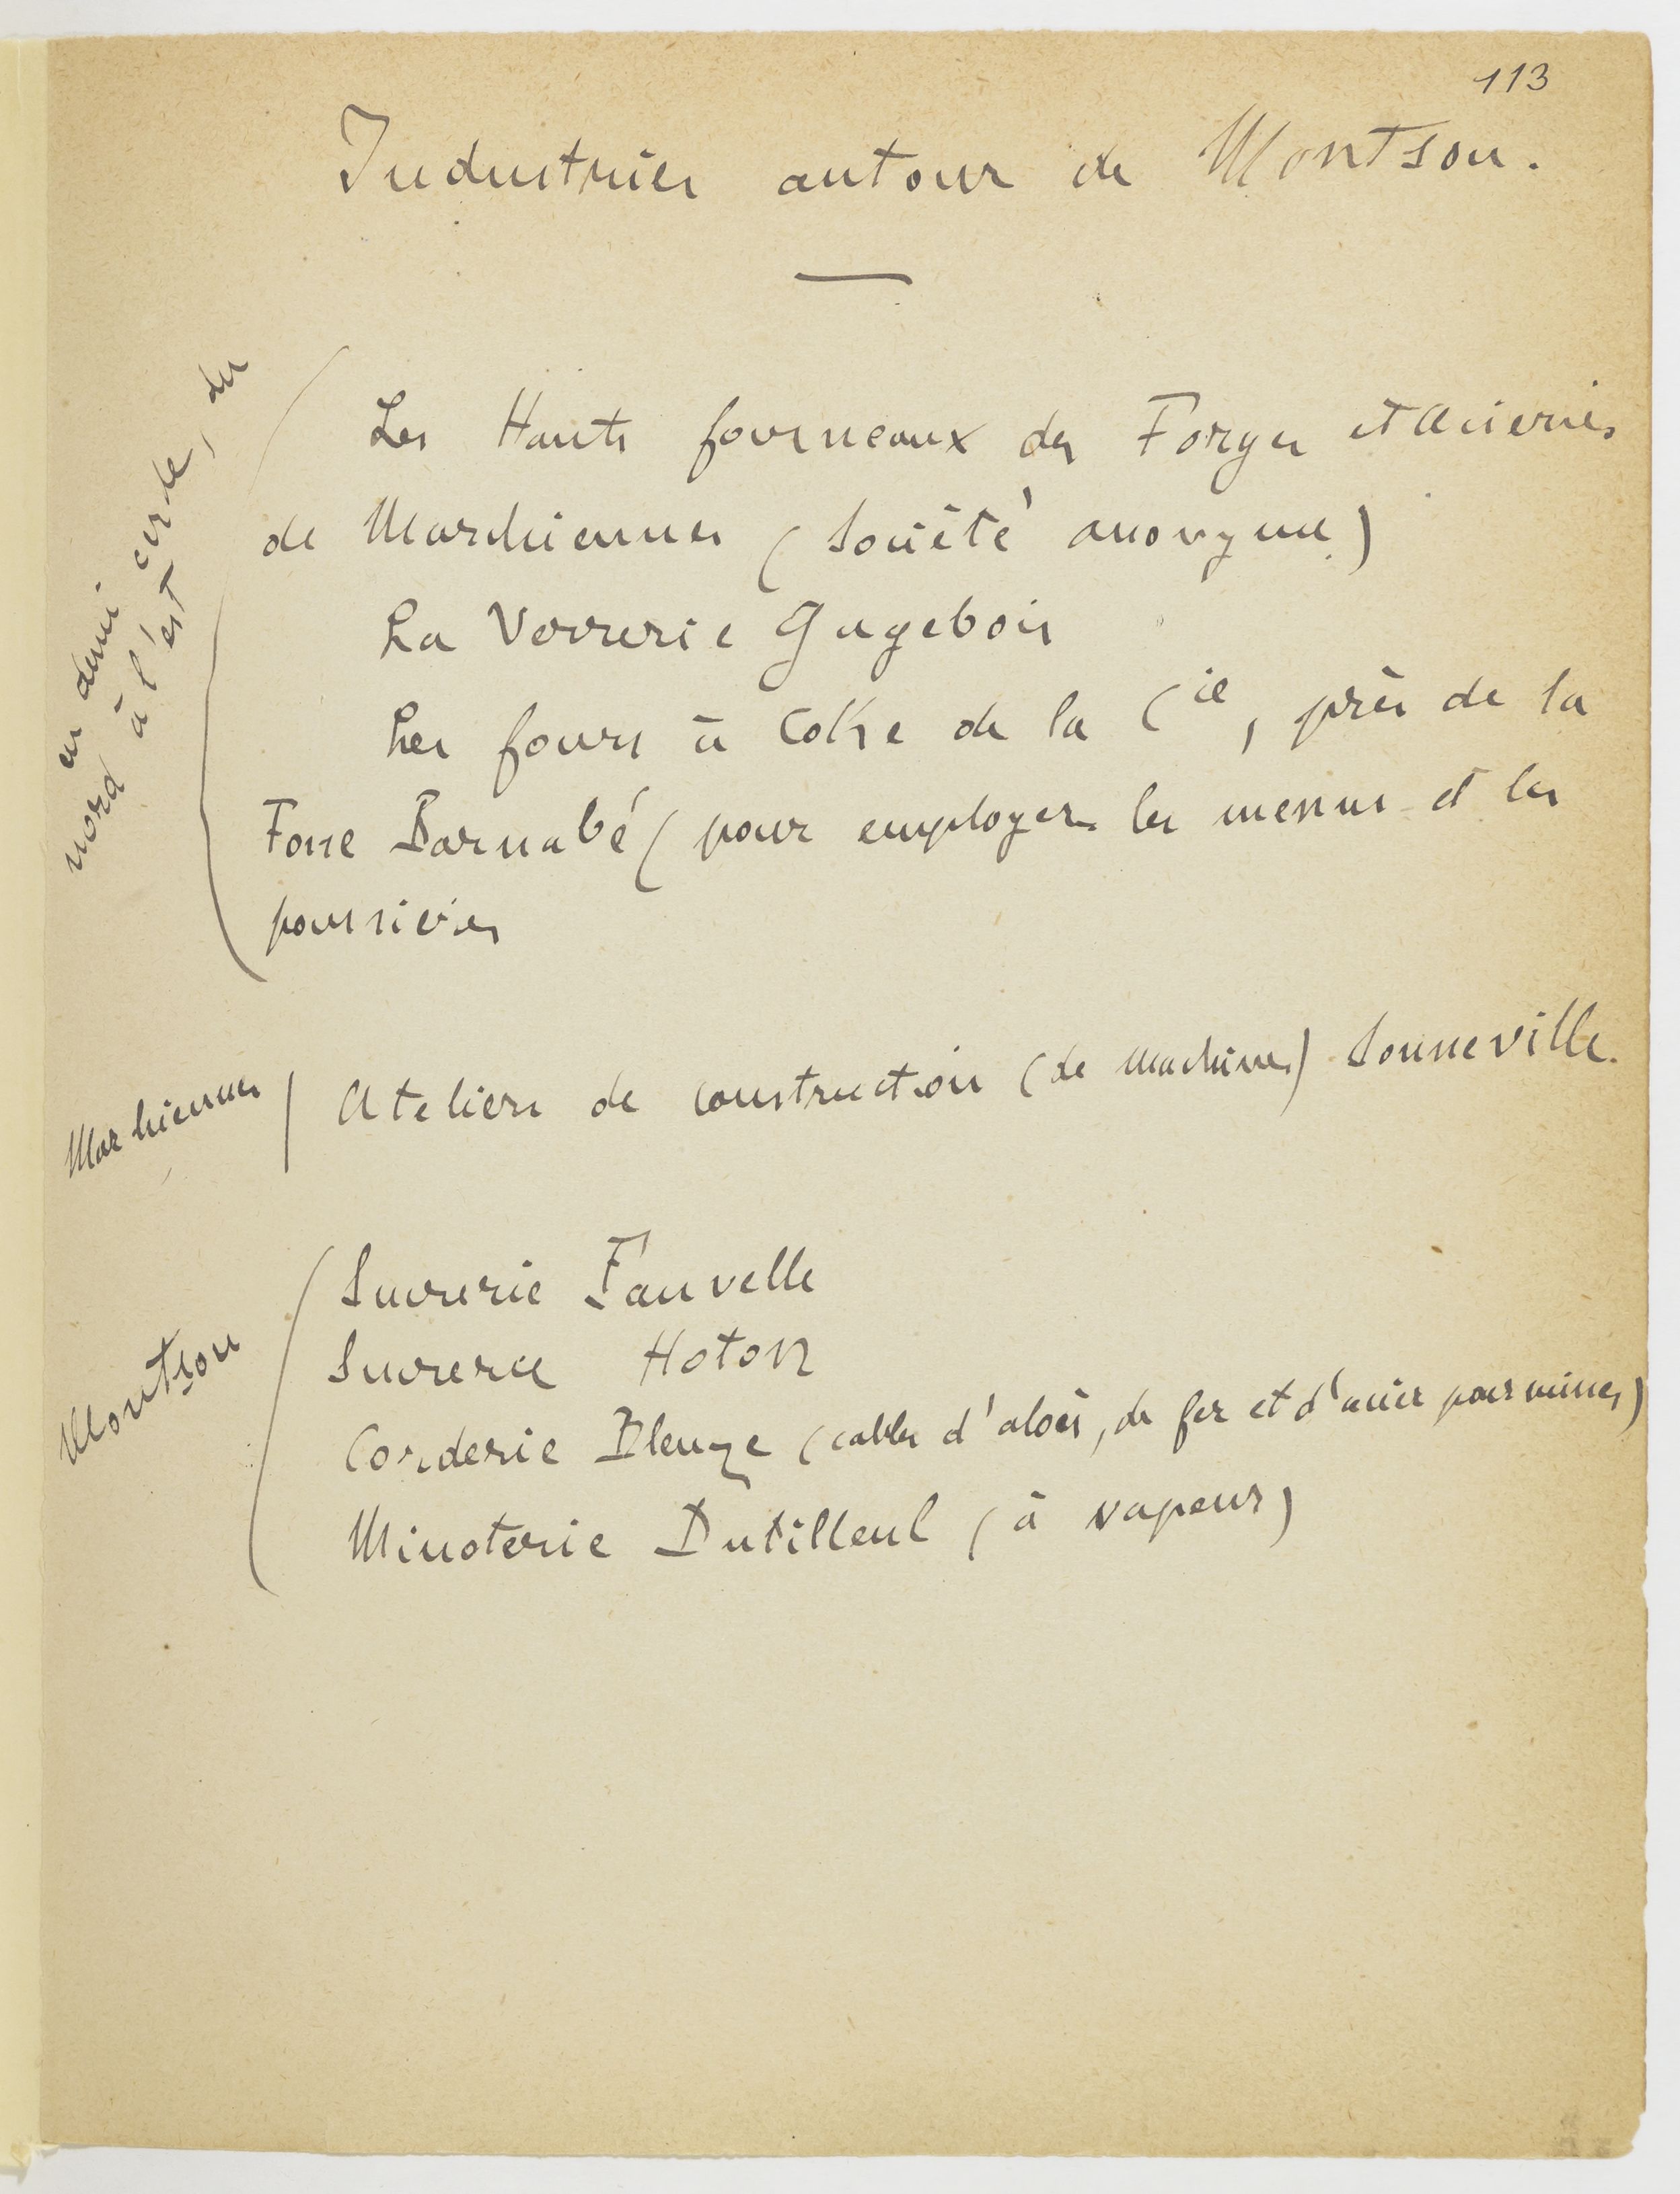 113
Industries autour de Montsou.
en demi cercle, du
nord à l'est
Les Hauts fourneaux des Forges et aciéries
de Marchiennes (Société anonyme)
La Verrerie Gagebois
Les fours à Coke de la Cie, près de la
Fosse Barnabé (pour employer les menus et les
poussières
Marchiennes
Ateliers de construction (de machines) Sonneville.
Montsou
Sucrerie Fauvelle
Sucrerie Hoton
Corderie Bleuze (cables d'aloès, de fer et d'acier pour mines)
Minoterie Dutilleul (à vapeur)